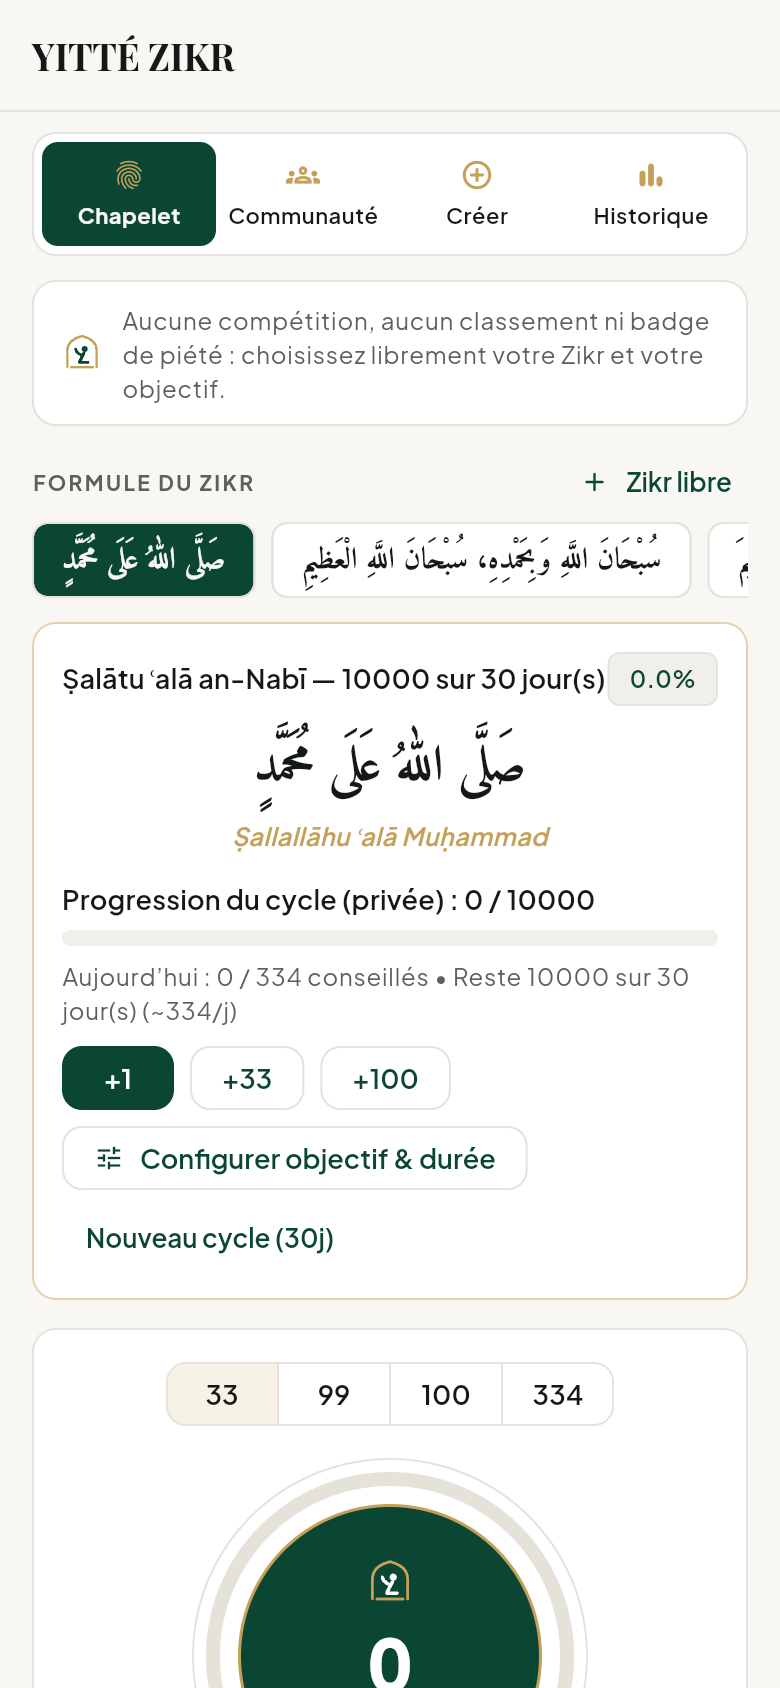 YITTÉ ZIKR
Chapelet
Communauté
Créer
Historique
Aucune compétition, aucun classement ni badge
de piété : choisissez librement votre Zikr et votre
objectif.
FORMULE DU ZIKR
+ Zikr libre
صَلَّى اللهُ عَلَى مُحَمَّدٍ
سُبْحَانَ اللَّهِ وَبِحَمْدِهِ، سُبْحَانَ اللَّهِ الْعَظِيمِ
Ṣalātu ʿalā an-Nabī — 10000 sur 30 jour(s)
0.0%
صَلَّى اللهُ عَلَى مُحَمَّدٍ
Ṣallallāhu ʿalā Muḥammad
Progression du cycle (privée) : 0 / 10000
Aujourd’hui : 0 / 334 conseillés • Reste 10000 sur 30
jour(s) (~334/j)
+1
+33
+100
Configurer objectif & durée
Nouveau cycle (30j)
33
99
100
334
0